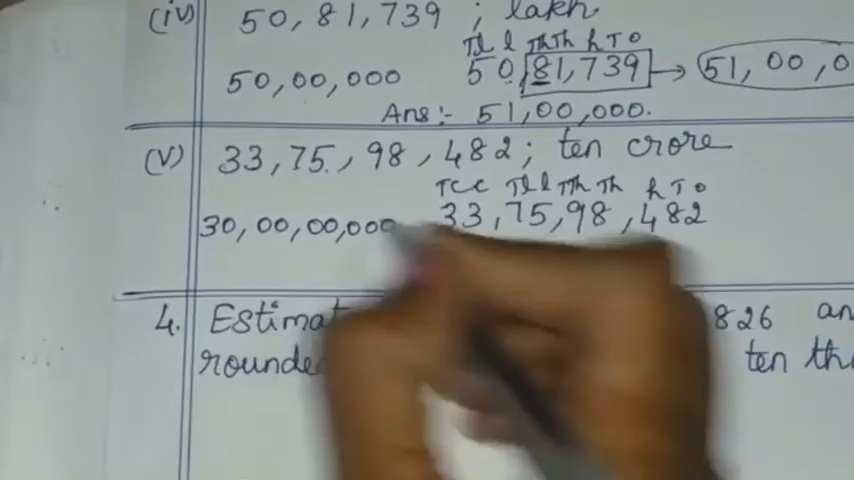 (iv) 50,81,739 ; lakh
Tl l Th Th h T O
50,00,000 50,81,739 → 51,00,0
Ans:- 51,00,000.
(v) 33,75,98,482; ten crore
TC C Tl l Tth Th h T O
30,00,00,000 33,75,98,482
4. Estimat 826 an
rounde ten th